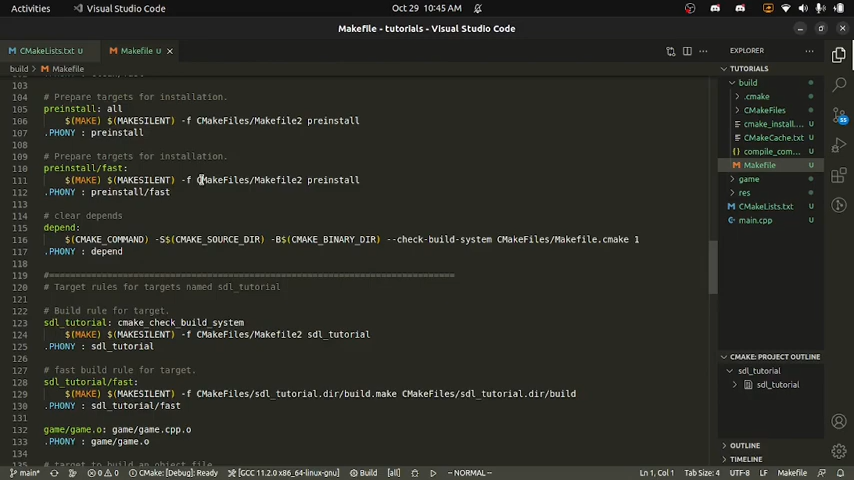 Activities
Visual Studio Code
Oct 29 10:45 AM
Makefile - tutorials - Visual Studio Code
CMakeLists.txt U
Makefile U
EXPLORER
build > Makefile
103
104 # Prepare targets for installation.
105 preinstall: all
106 $(MAKE) $(MAKESILENT) -f CMakeFiles/Makefile2 preinstall
107 .PHONY : preinstall
108
109 # Prepare targets for installation.
110 preinstall/fast:
111 $(MAKE) $(MAKESILENT) -f CMakeFiles/Makefile2 preinstall
112 .PHONY : preinstall/fast
113
114 # clear depends
115 depend:
116 $(CMAKE_COMMAND) -S$(CMAKE_SOURCE_DIR) -B$(CMAKE_BINARY_DIR) --check-build-system CMakeFiles/Makefile.cmake 1
117 .PHONY : depend
118
119 #=============================================================================
120 # Target rules for targets named sdl_tutorial
121
122 # Build rule for target.
123 sdl_tutorial: cmake_check_build_system
124 $(MAKE) $(MAKESILENT) -f CMakeFiles/Makefile2 sdl_tutorial
125 .PHONY : sdl_tutorial
126
127 # fast build rule for target.
128 sdl_tutorial/fast:
129 $(MAKE) $(MAKESILENT) -f CMakeFiles/sdl_tutorial.dir/build.make CMakeFiles/sdl_tutorial.dir/build
130 .PHONY : sdl_tutorial/fast
131
132 game/game.o: game/game.cpp.o
133 .PHONY : game/game.o
134
135 # target to build an object file
TUTORIALS
build
.cmake
CMakeFiles
cmake_install....
CMakeCache.txt
compile_com...
Makefile
game
res
CMakeLists.txt
main.cpp
55
CMAKE: PROJECT OUTLINE
sdl_tutorial
sdl_tutorial
OUTLINE
TIMELINE
main*
0 0
CMake: [Debug]: Ready
[GCC 11.2.0 x86_64-linux-gnu]
Build
[all]
--NORMAL--
Ln 1, Col 1
Tab Size: 4
UTF-8
LF
Makefile